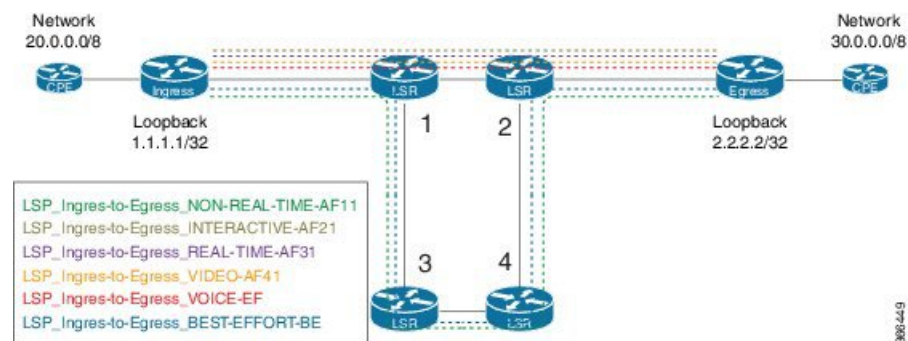 Network
20.0.0.0/8
Network
30.0.0.0/8
CPE
Ingress
LSR
LSR
Egress
CPE
Loopback
1.1.1.1/32
1
2
Loopback
2.2.2.2/32
LSP_Ingres-to-Egress_NON-REAL-TIME-AF11
LSP_Ingres-to-Egress_INTERACTIVE-AF21
LSP_Ingres-to-Egress_REAL-TIME-AF31
LSP_Ingres-to-Egress_VIDEO-AF41
LSP_Ingres-to-Egress_VOICE-EF
LSP_Ingres-to-Egress_BEST-EFFORT-BE
3
4
LSR
LSR